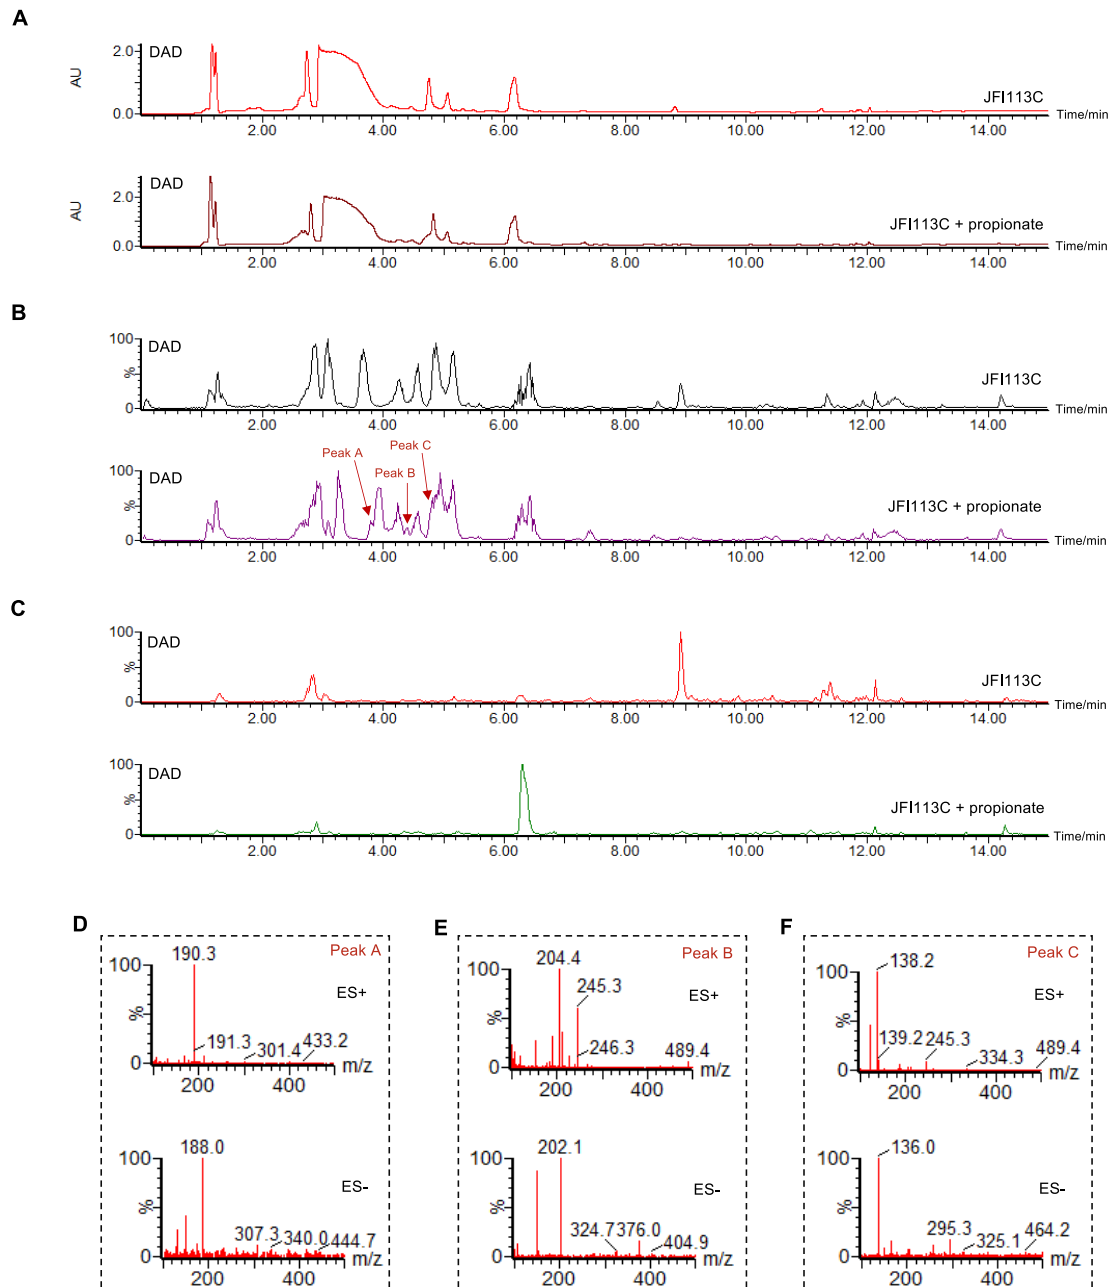 A
DAD
AU
2.0
0.0
JFI113C
Time/min
2.00 4.00 6.00 8.00 10.00 12.00 14.00
DAD
AU
2.0
0.0
JFI113C + propionate
Time/min
2.00 4.00 6.00 8.00 10.00 12.00 14.00
B
DAD
100
%
0
JFI113C
Time/min
2.00 4.00 6.00 8.00 10.00 12.00 14.00
Peak A
Peak B
Peak C
DAD
100
%
0
JFI113C + propionate
Time/min
2.00 4.00 6.00 8.00 10.00 12.00 14.00
C
DAD
100
%
0
JFI113C
Time/min
2.00 4.00 6.00 8.00 10.00 12.00 14.00
DAD
100
%
0
JFI113C + propionate
Time/min
2.00 4.00 6.00 8.00 10.00 12.00 14.00
D
Peak A
190.3
100
ES+
%
191.3
301.4
433.2
0
m/z
200 400
188.0
100
ES-
%
307.3
340.0
444.7
0
m/z
200 400
E
Peak B
204.4
100
245.3
ES+
%
246.3
489.4
0
m/z
200 400
202.1
100
ES-
%
324.7
376.0
404.9
0
m/z
200 400
F
Peak C
138.2
100
ES+
%
139.2
245.3
334.3
489.4
0
m/z
200 400
136.0
100
ES-
%
295.3
325.1
464.2
0
m/z
200 400